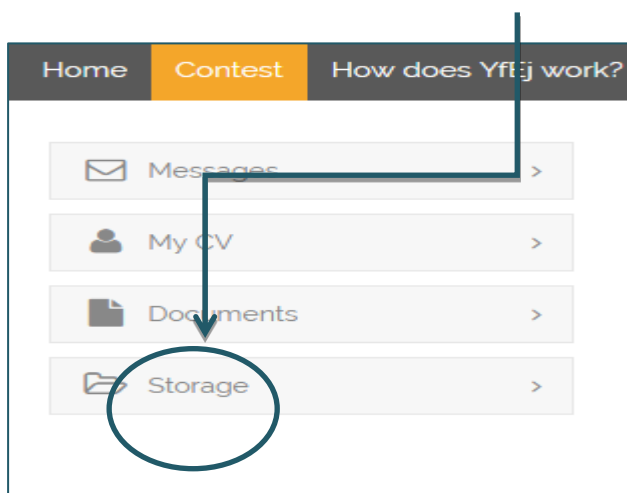 Home Contest How does YfEj work?
Messages >
My CV >
Documents >
Storage >